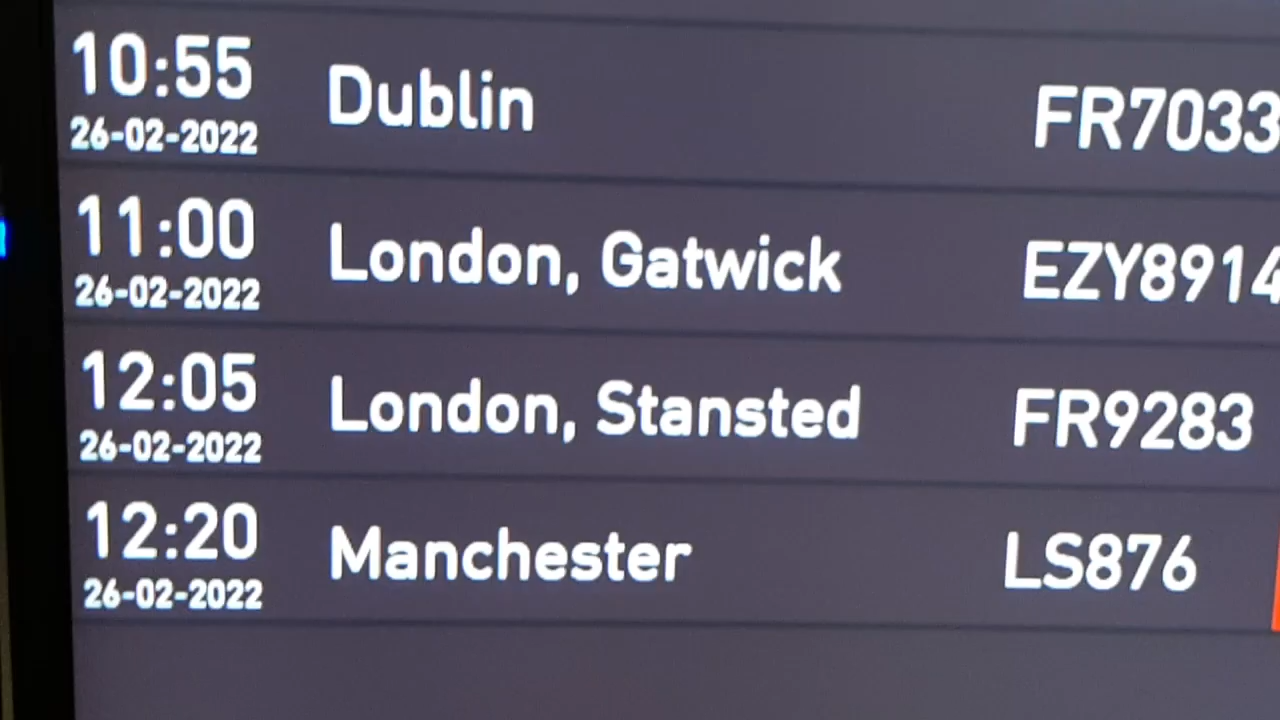 10:55 Dublin FR7033
26-02-2022
11:00 London, Gatwick EZY8914
26-02-2022
12:05 London, Stansted FR9283
26-02-2022
12:20 Manchester LS876
26-02-2022